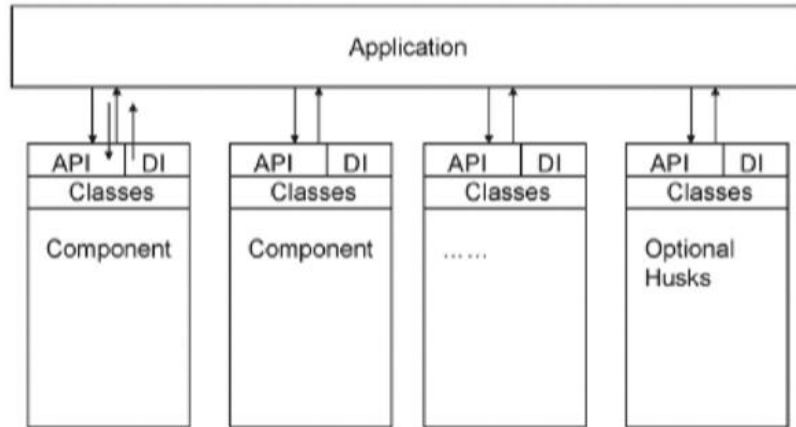 Application
API DI API DI API DI API DI
Classes Classes Classes Classes
Component Component ...... Optional
Husks